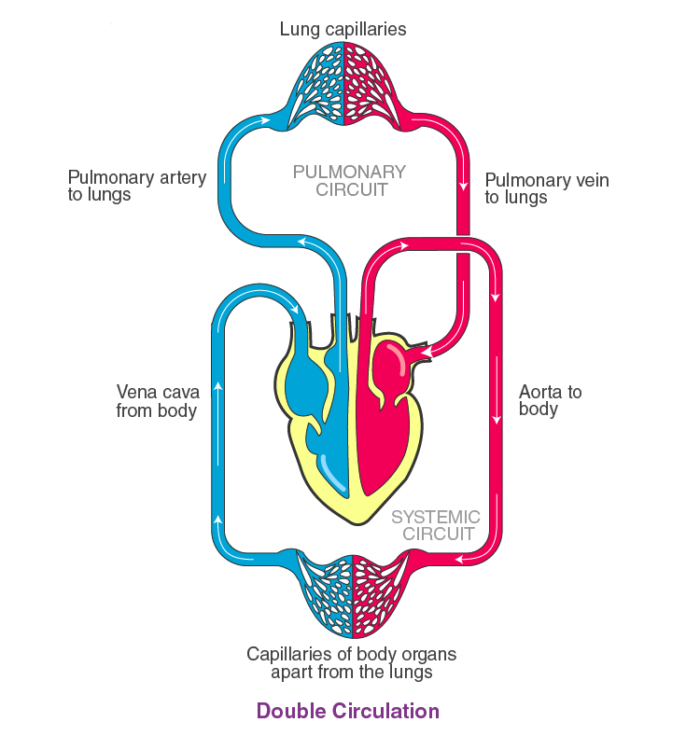 Lung capillaries
Pulmonary artery
to lungs
PULMONARY
CIRCUIT
Pulmonary vein
to lungs
Vena cava
from body
Aorta to
body
SYSTEMIC
CIRCUIT
Capillaries of body organs
apart from the lungs
Double Circulation